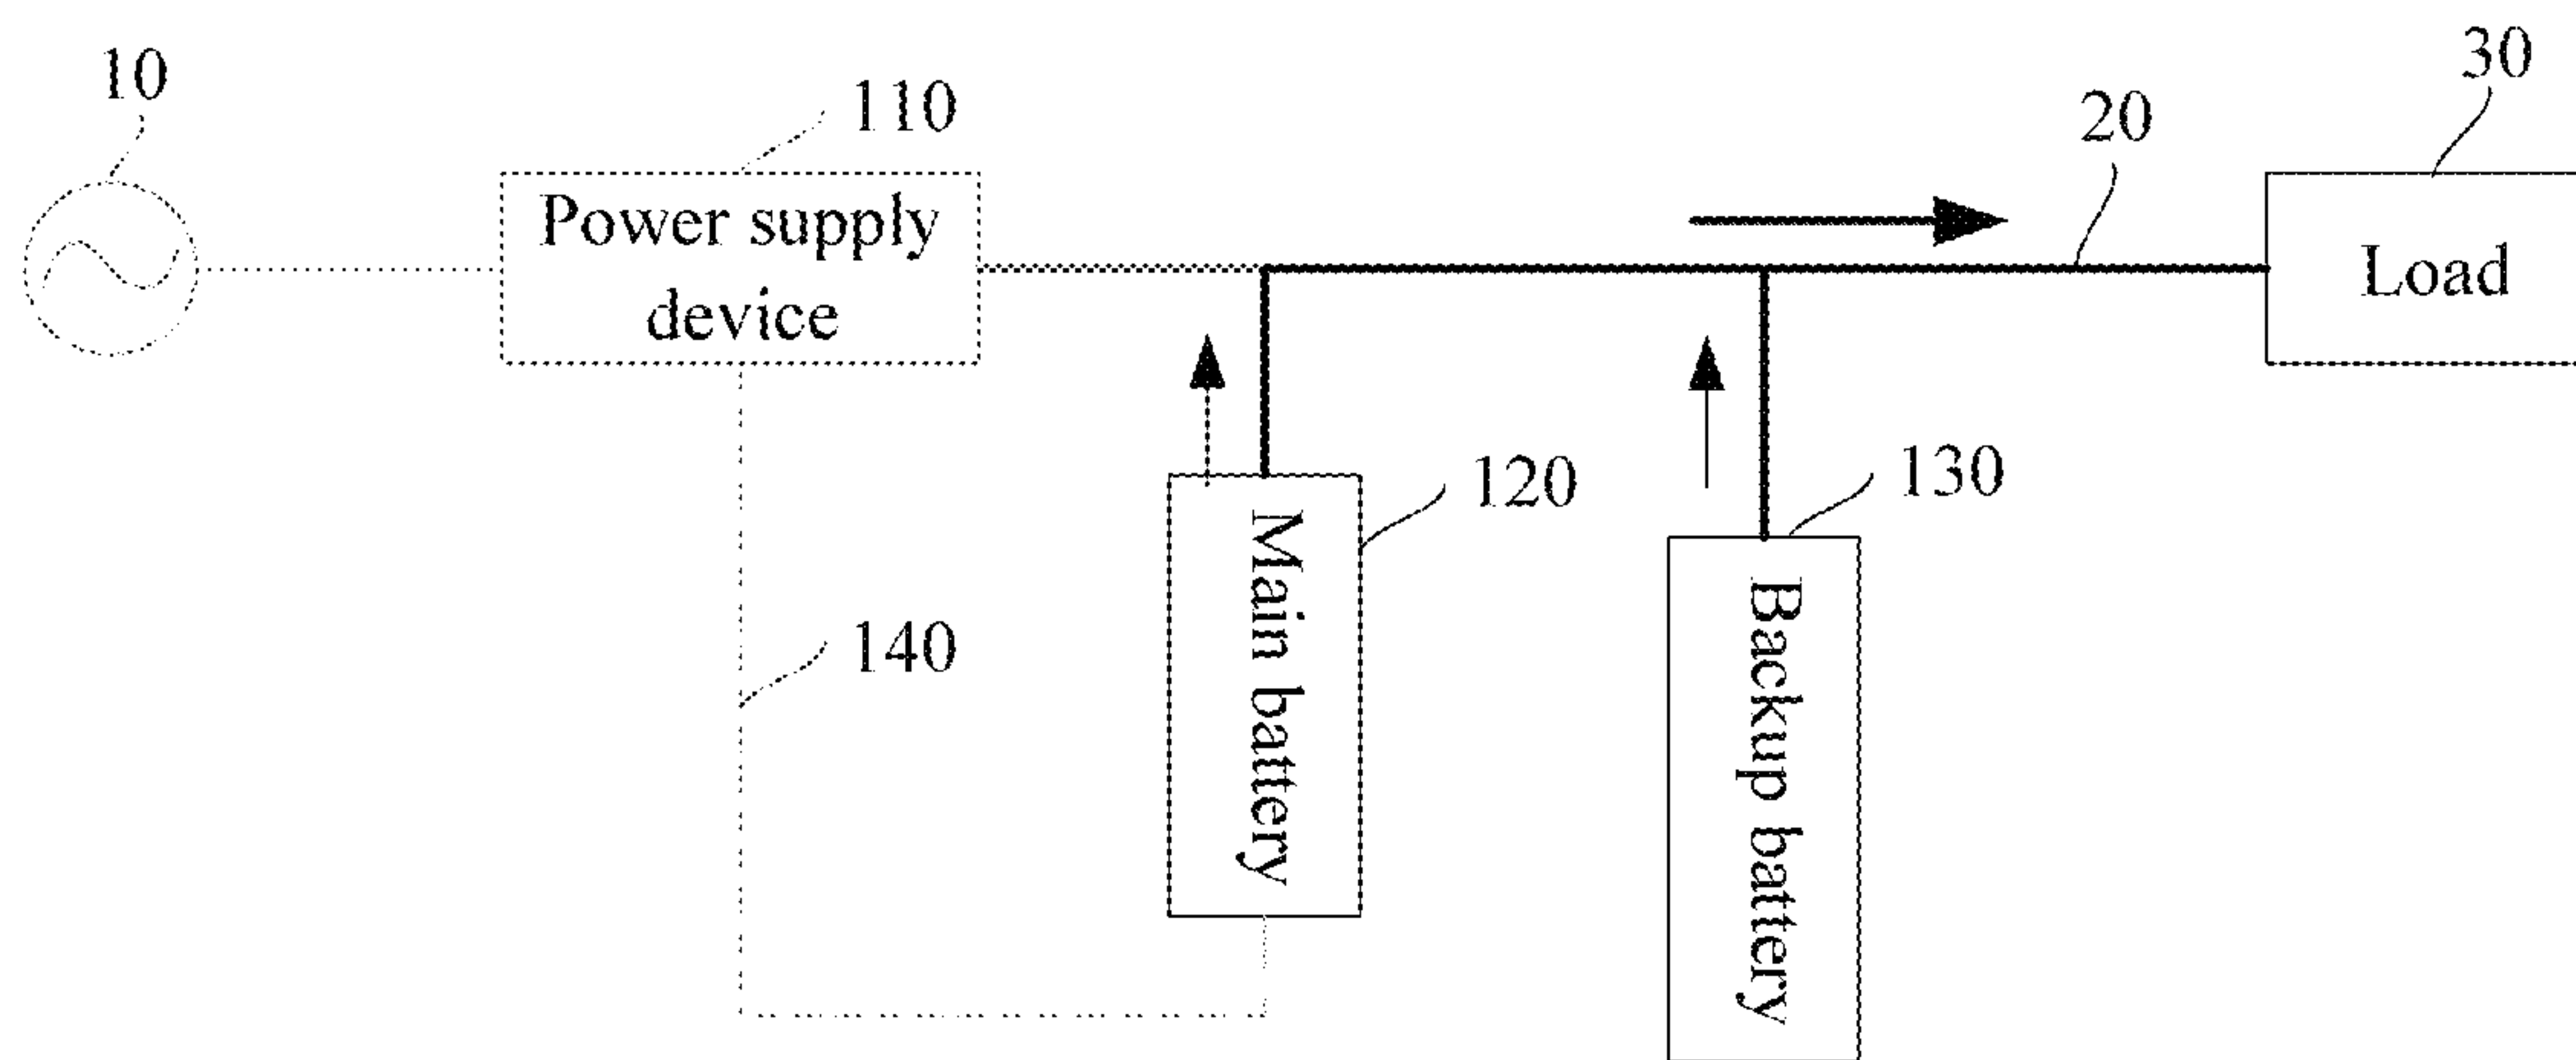 10
110
20
30
Power supply
device
Load
120
130
Main battery
Backup battery
140